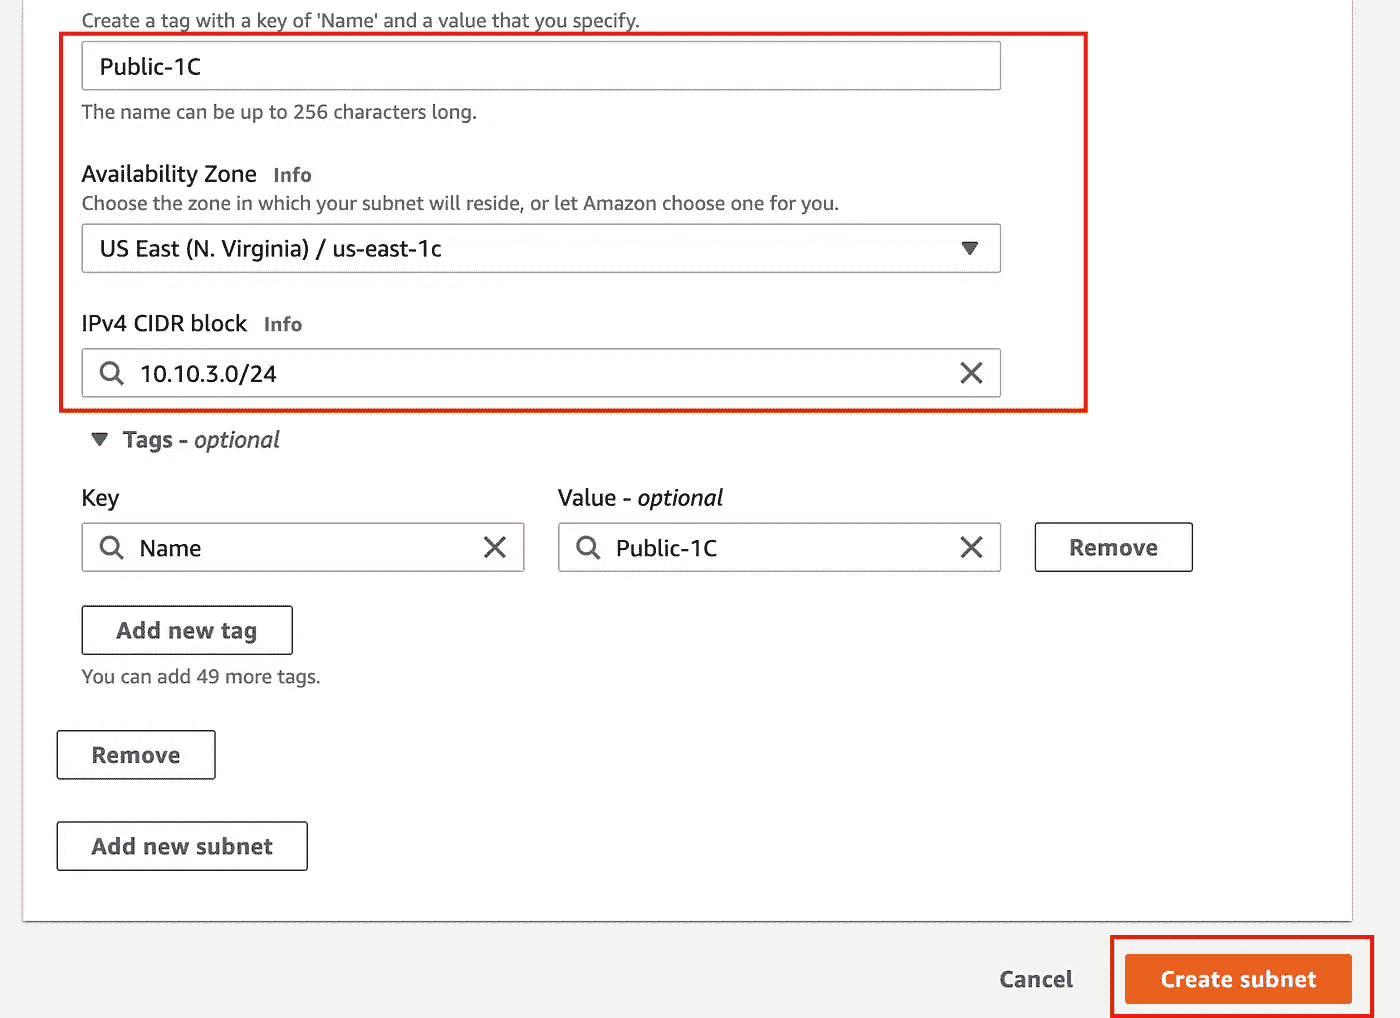 Create a tag with a key of 'Name' and a value that you specify.
Public-1C
The name can be up to 256 characters long.
Availability Zone Info
Choose the zone in which your subnet will reside, or let Amazon choose one for you.
US East (N. Virginia) / us-east-1c
IPv4 CIDR block Info
10.10.3.0/24
Tags - optional
Key Value - optional
Name Public-1C Remove
Add new tag
You can add 49 more tags.
Remove
Add new subnet
Cancel Create subnet